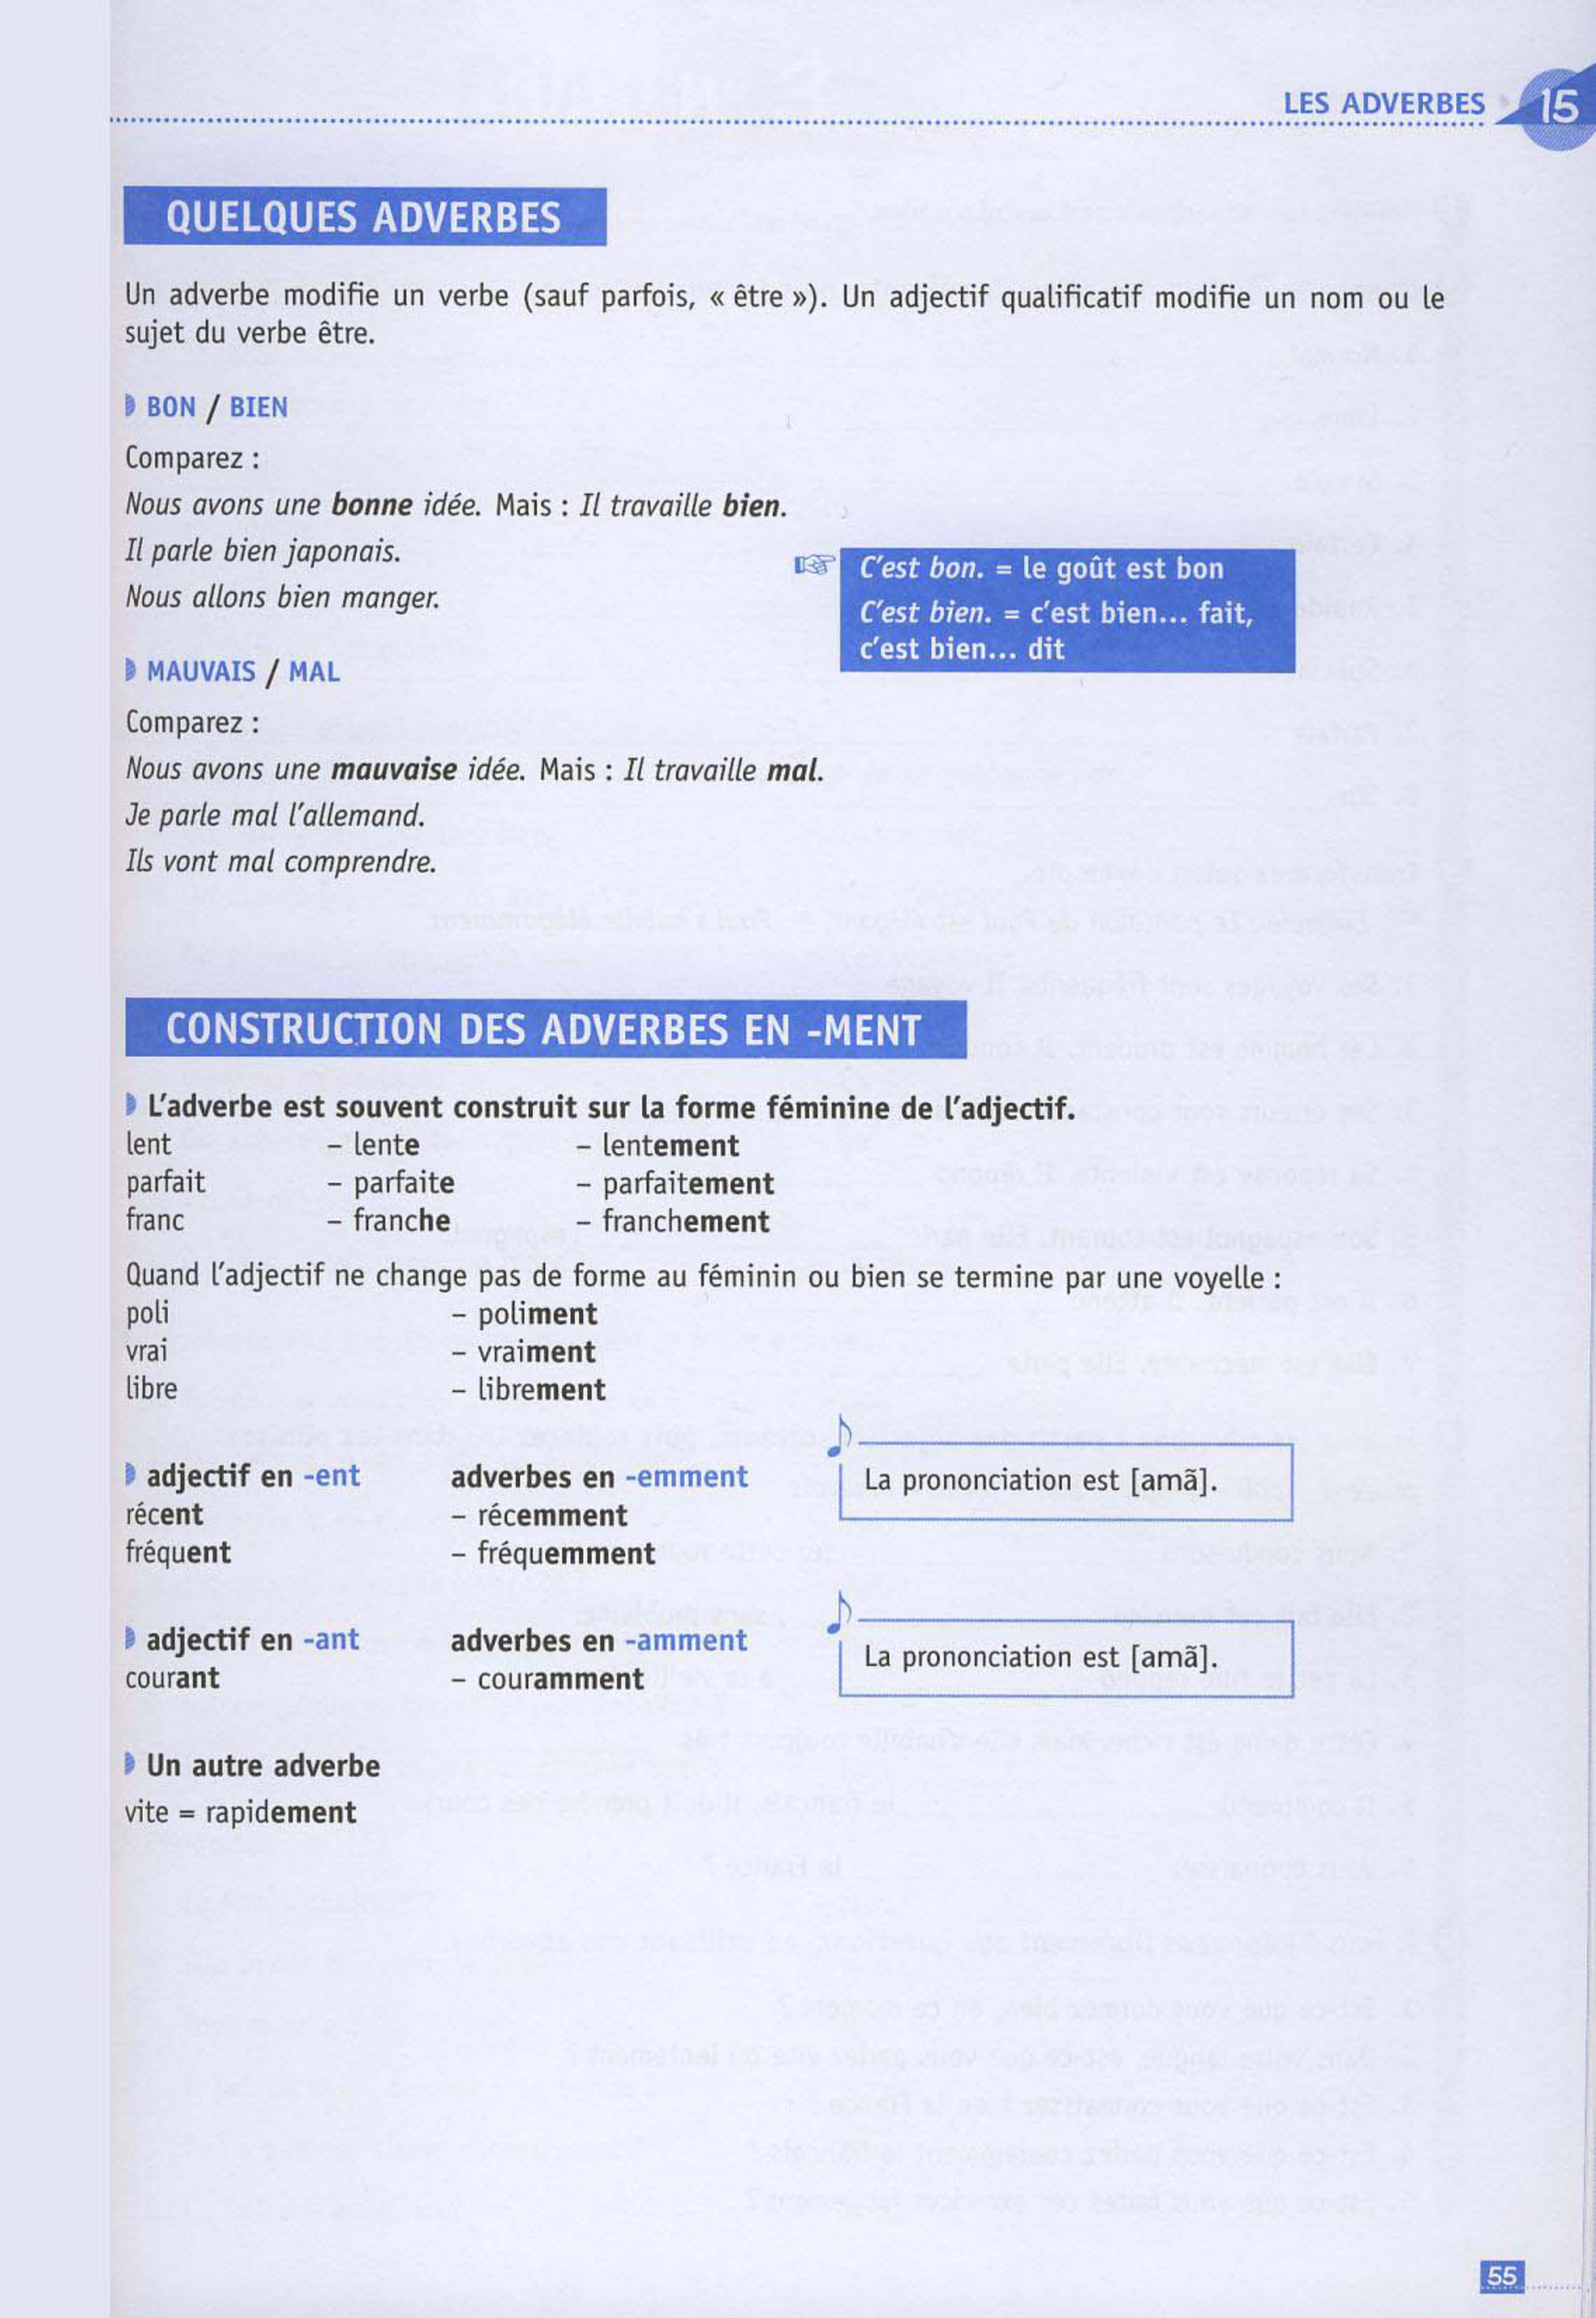 LES ADVERBES 15
QUELQUES ADVERBES
Un adverbe modifie un verbe (sauf parfois, « être »). Un adjectif qualificatif modifie un nom ou le
sujet du verbe être.
BON / BIEN
Comparez :
Nous avons une bonne idée. Mais : Il travaille bien.
Il parle bien japonais.
Nous allons bien manger.
C'est bon. = le goût est bon
C'est bien. = c'est bien... fait,
c'est bien... dit
MAUVAIS / MAL
Comparez :
Nous avons une mauvaise idée. Mais : Il travaille mal.
Je parle mal l'allemand.
Ils vont mal comprendre.
CONSTRUCTION DES ADVERBES EN -MENT
L'adverbe est souvent construit sur la forme féminine de l'adjectif.
lent – lente – lentement
parfait – parfaite – parfaitement
franc – franche – franchement
Quand l'adjectif ne change pas de forme au féminin ou bien se termine par une voyelle :
poli – poliment
vrai – vraiment
libre – librement
adjectif en -ent adverbes en -emment
La prononciation est [amã].
récent – récemment
fréquent – fréquemment
adjectif en -ant adverbes en -amment
La prononciation est [amã].
courant – couramment
Un autre adverbe
vite = rapidement
55